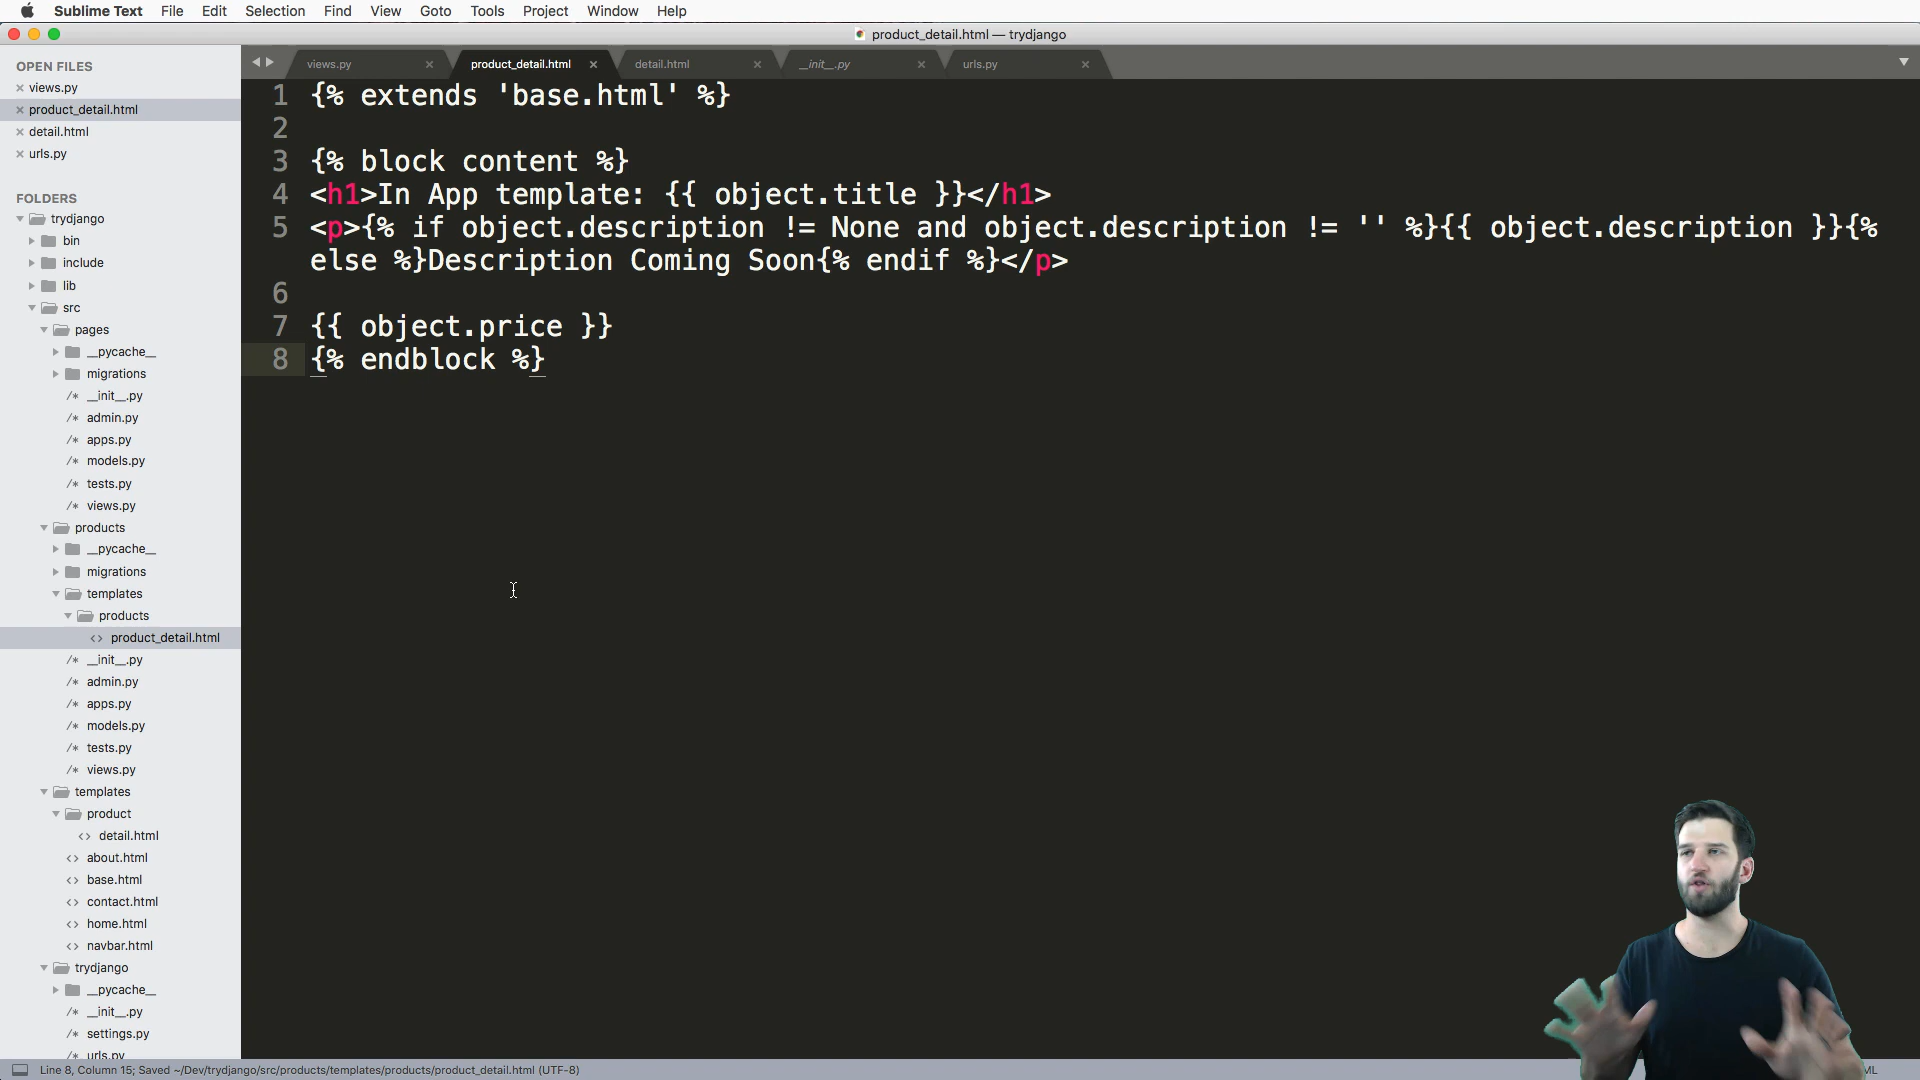 Sublime Text File Edit Selection Find View Goto Tools Project Window Help
product_detail.html — trydjango
OPEN FILES
views.py
product_detail.html
detail.html
urls.py
FOLDERS
trydjango
bin
include
lib
src
pages
__pycache__
migrations
/* __init__.py
/* admin.py
/* apps.py
/* models.py
/* tests.py
/* views.py
products
__pycache__
migrations
templates
products
<> product_detail.html
/* __init__.py
/* admin.py
/* apps.py
/* models.py
/* tests.py
/* views.py
templates
product
<> detail.html
<> about.html
<> base.html
<> contact.html
<> home.html
<> navbar.html
trydjango
__pycache__
/* __init__.py
/* settings.py
/* urls.py
views.py product_detail.html detail.html __init__.py urls.py
1 {% extends 'base.html' %}
2
3 {% block content %}
4 <h1>In App template: {{ object.title }}</h1>
5 <p>{% if object.description != None and object.description != '' %}{{ object.description }}{%
else %}Description Coming Soon{% endif %}</p>
6
7 {{ object.price }}
8 {% endblock %}
Line 8, Column 15; Saved ~/Dev/trydjango/src/products/templates/products/product_detail.html (UTF-8)